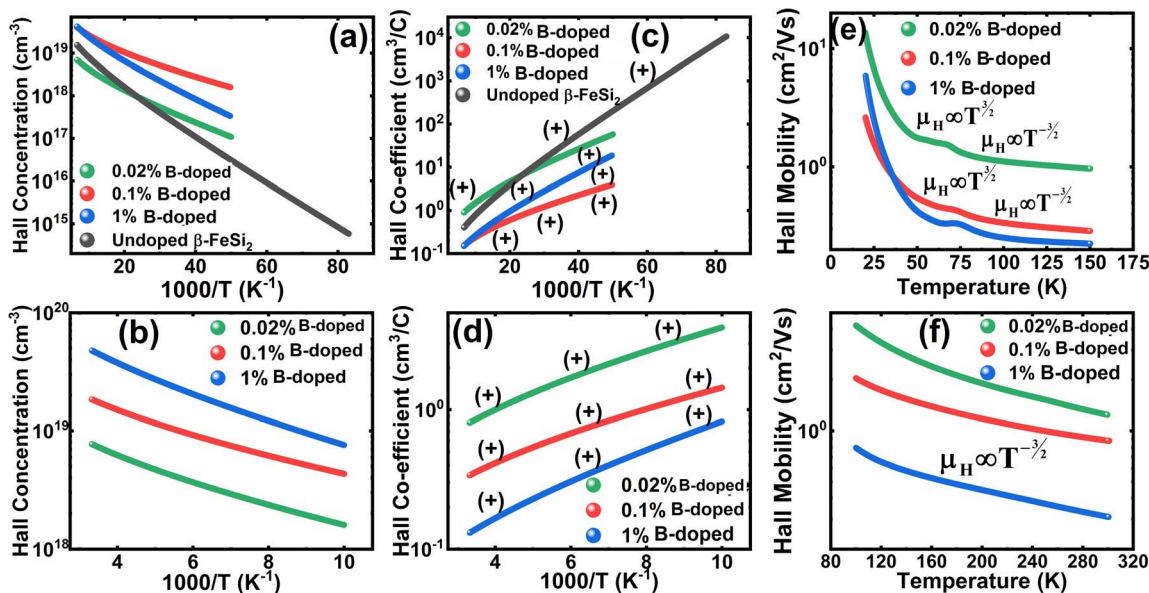 (a)
Hall Concentration (cm⁻³)
10¹⁹
10¹⁸
10¹⁷
10¹⁶
10¹⁵
0.02% B-doped
0.1% B-doped
1% B-doped
Undoped β-FeSi₂
20 40 60 80
1000/T (K⁻¹)
(c)
Hall Co-efficient (cm³/C)
10⁴
10³
10²
10¹
10⁰
10⁻¹
0.02% B-doped
0.1% B-doped
1% B-doped
Undoped β-FeSi₂
(+)
(+)
(+) (+) (+)
(+)
(+) (+) (+)
20 40 60 80
1000/T (K⁻¹)
(e)
Hall Mobility (cm²/Vs)
10¹
10⁰
0.02% B-doped
0.1% B-doped
1% B-doped
μH∝T³⁄²
μH∝T⁻³⁄²
μH∝T³⁄²
μH∝T⁻³⁄²
0 25 50 75 100 125 150 175
Temperature (K)
(b)
Hall Concentration (cm⁻³)
10²⁰
10¹⁹
10¹⁸
0.02% B-doped
0.1% B-doped
1% B-doped
4 6 8 10
1000/T (K⁻¹)
(d)
Hall Co-efficient (cm³/C)
10⁰
10⁻¹
(+) (+) (+)
(+) (+) (+)
(+) (+) (+)
0.02% B-doped
0.1% B-doped
1% B-doped
4 6 8 10
1000/T (K⁻¹)
(f)
Hall Mobility (cm²/Vs)
10⁰
0.02% B-doped
0.1% B-doped
1% B-doped
μH∝T⁻³⁄²
80 120 160 200 240 280 320
Temperature (K)